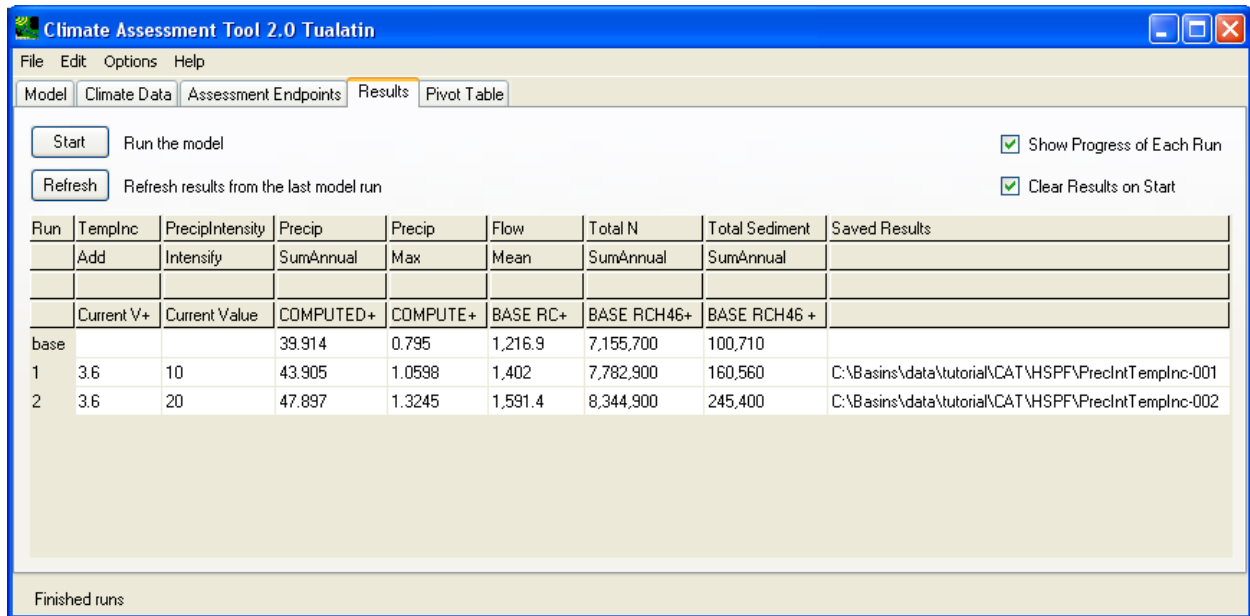 Climate Assessment Tool 2.0 Tualatin
File Edit Options Help
Model Climate Data Assessment Endpoints Results Pivot Table
Start Run the model Show Progress of Each Run
Refresh Refresh results from the last model run Clear Results on Start
Run TempInc PrecipIntensity Precip Precip Flow Total N Total Sediment Saved Results
Add Intensify SumAnnual Max Mean SumAnnual SumAnnual
Current V+ Current Value COMPUTED+ COMPUTE+ BASE RC+ BASE RCH46+ BASE RCH46 +
base 39.914 0.795 1,216.9 7,155,700 100,710
1 3.6 10 43.905 1.0598 1,402 7,782,900 160,560 C:\Basins\data\tutorial\CAT\HSPF\PrecIntTempInc-001
2 3.6 20 47.897 1.3245 1,591.4 8,344,900 245,400 C:\Basins\data\tutorial\CAT\HSPF\PrecIntTempInc-002
Finished runs